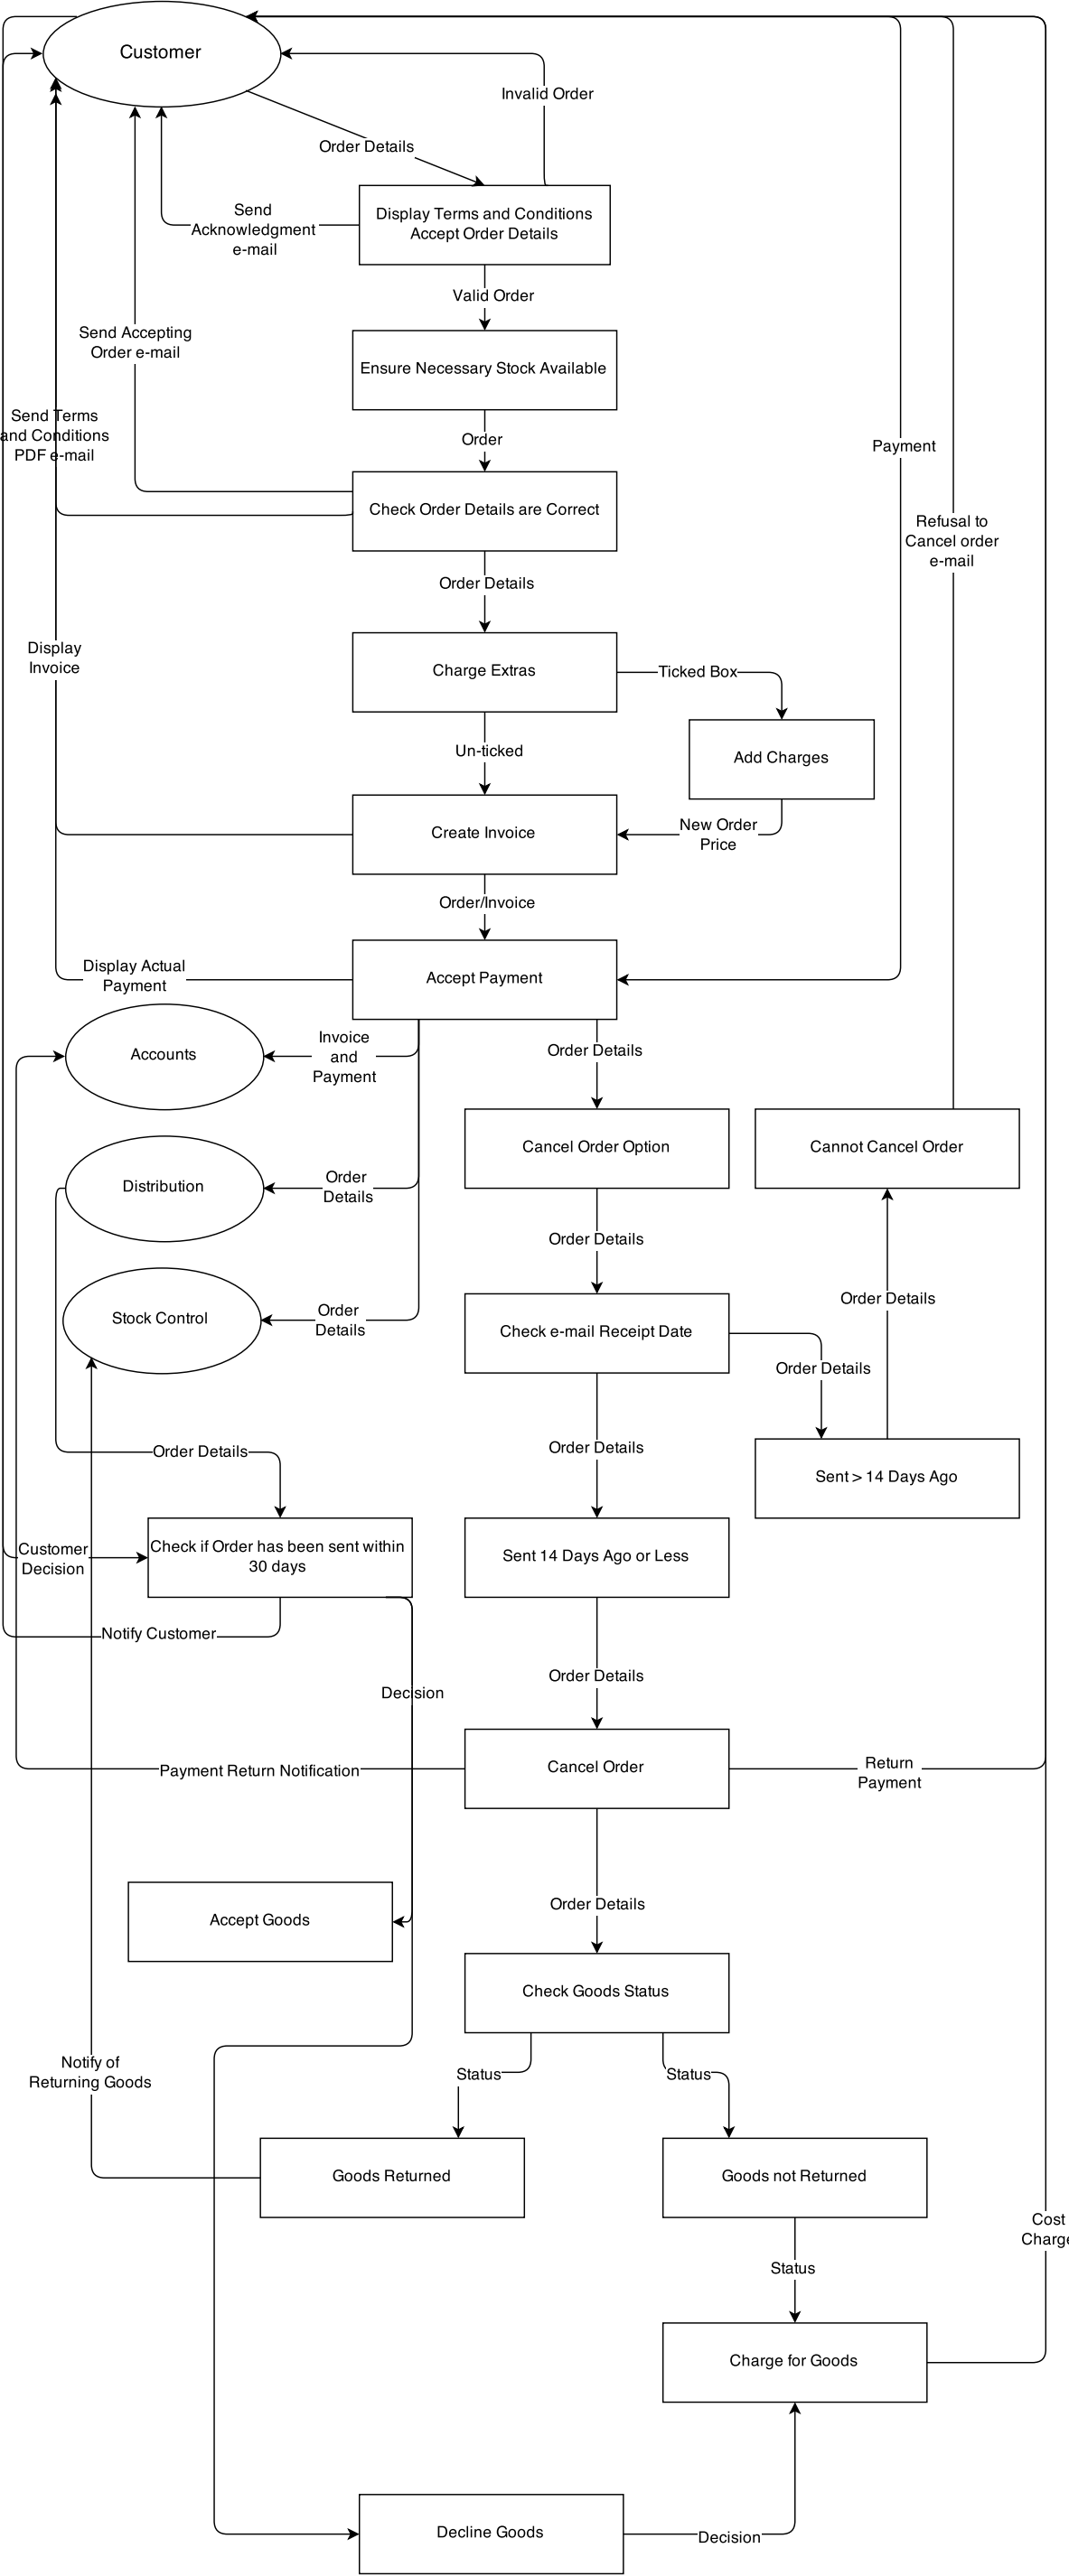 Customer
Invalid Order
Order Details
Send
Acknowledgment
e-mail
Display Terms and Conditions
Accept Order Details
Valid Order
Send Accepting
Order e-mail
Ensure Necessary Stock Available
Send Terms
and Conditions
PDF e-mail
Order
Payment
Check Order Details are Correct
Refusal to
Cancel order
e-mail
Order Details
Display
Invoice
Charge Extras
Ticked Box
Un-ticked
Add Charges
Create Invoice
New Order
Price
Order/Invoice
Display Actual
Payment
Accept Payment
Accounts
Invoice
and
Payment
Order Details
Cancel Order Option
Cannot Cancel Order
Distribution
Order
Details
Order Details
Order Details
Stock Control
Order
Details
Check e-mail Receipt Date
Order Details
Order Details
Order Details
Sent > 14 Days Ago
Customer
Decision
Check if Order has been sent within
30 days
Sent 14 Days Ago or Less
Notify Customer
Order Details
Decision
Payment Return Notification
Cancel Order
Return
Payment
Order Details
Accept Goods
Check Goods Status
Notify of
Returning Goods
Status
Status
Goods Returned
Goods not Returned
Cost
Charge
Status
Charge for Goods
Decline Goods
Decision